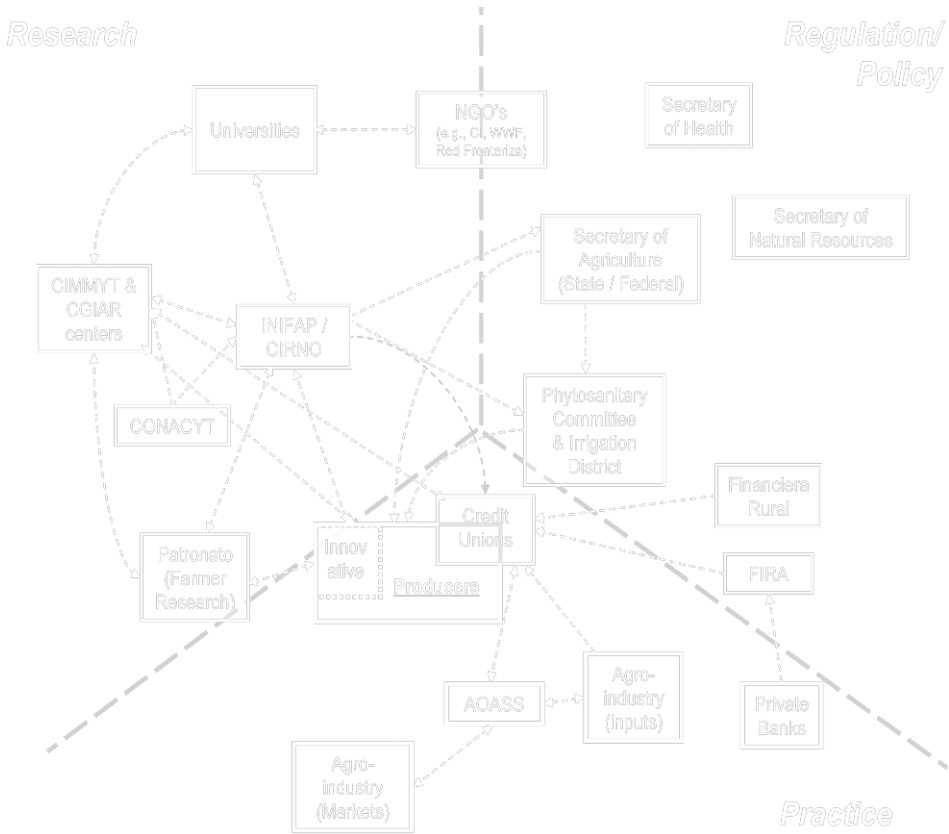 Research
Regulation/
Policy
Universities
NGO's
(e.g., CI, WWF,
Red Fronteriza)
Secretary
of Health
Secretary of
Natural Resources
Secretary of
Agriculture
(State / Federal)
CIMMYT &
CGIAR
centers
INIFAP /
CIRNO
CONACYT
Phytosanitary
Committee
& Irrigation
District
Financiera
Rural
Credit
Unions
Innov
ative
Producers
Patronato
(Farmer
Research)
FIRA
AOASS
Agro-
industry
(Inputs)
Private
Banks
Agro-
industry
(Markets)
Practice